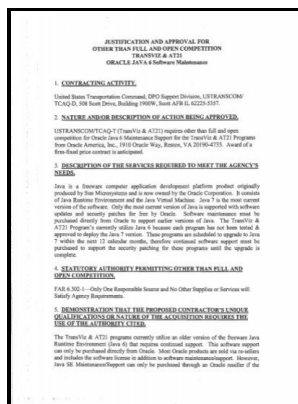 JUSTIFICATION AND APPROVAL FOR
OTHER THAN FULL AND OPEN COMPETITION
TRANSVIZ & AT21
ORACLE JAVA 6 Software Maintenance
1. CONTRACTING ACTIVITY.
United States Transportation Command, DPO Support Division, USTRANSCOM/
TCAQ-D, 508 Scott Drive, Building 1900W, Scott AFB IL 62225-5357.
2. NATURE AND/OR DESCRIPTION OF ACTION BEING APPROVED.
USTRANSCOM/TCAQ-T (TransViz & AT21) requires other than full and open
competition for Oracle Java 6 Maintenance Support for the TransViz & AT21 Programs
from Oracle America, Inc., 1910 Oracle Way, Reston, VA 20190-4733. Award of a
firm-fixed price contract is anticipated.
3. DESCRIPTION OF THE SERVICES REQUIRED TO MEET THE AGENCY'S
NEEDS.
Java is a freeware computer application development platform product originally
produced by Sun Microsystems and is now owned by the Oracle Corporation. It consists
of Java Runtime Environment and the Java Virtual Machine. Java 7 is the most current
version of the software. Only the most current version of Java is supported with software
updates and security patches for free by Oracle. Software maintenance must be
purchased directly from Oracle to support earlier versions of Java. The TransViz &
AT21 Program's currently utilize Java 6 because each program has not been tested &
approved to deploy the Java 7 version. These programs are scheduled to upgrade to Java
7 within the next 12 calendar months, therefore continued software support must be
purchased to support the security patching for these programs until the upgrade is
complete.
4. STATUTORY AUTHORITY PERMITTING OTHER THAN FULL AND
OPEN COMPETITION.
FAR 6.302-1—Only One Responsible Source and No Other Supplies or Services will
Satisfy Agency Requirements.
5. DEMONSTRATION THAT THE PROPOSED CONTRACTOR'S UNIQUE
QUALIFICATIONS OR NATURE OF THE ACQUISITION REQUIRES THE
USE OF THE AUTHORITY CITED.
The TransViz & AT21 programs currently utilize an older version of the freeware Java
Runtime Environment (Java 6) that requires continued support. This software support
can only be purchased directly from Oracle. Most Oracle products are sold via re-sellers
and includes the software license in addition to software maintenance/support. However,
Java SE Maintenance/Support can only be purchased through an Oracle reseller if the